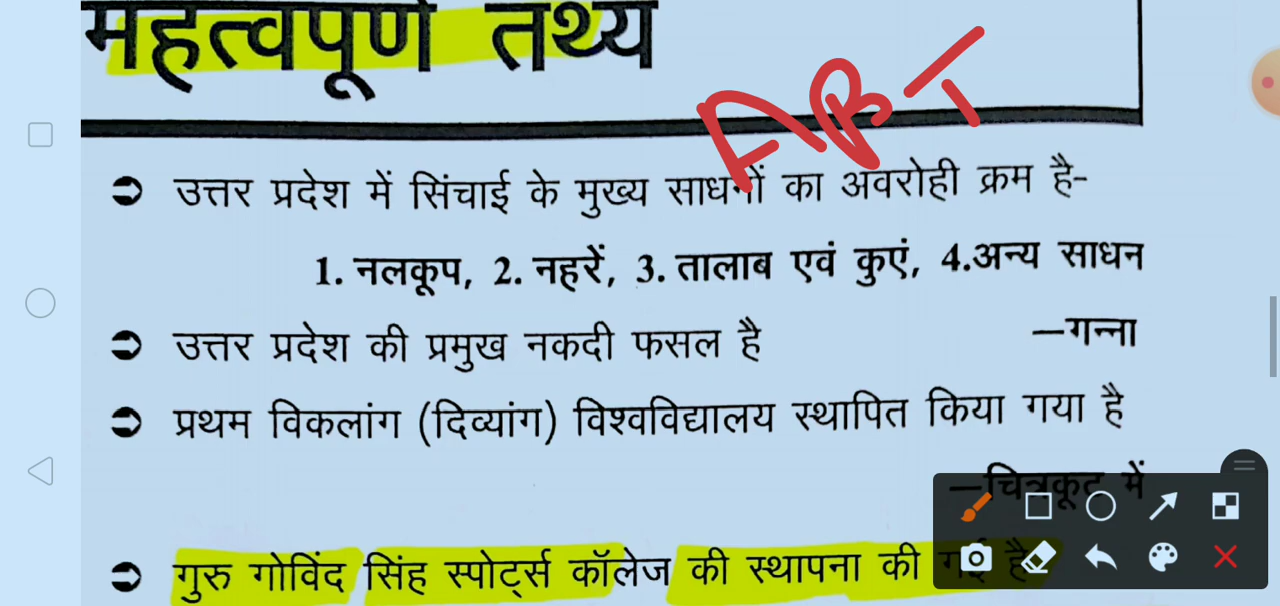 महत्वपूर्ण तथ्य
ABT
➲ उत्तर प्रदेश में सिंचाई के मुख्य साधनों का अवरोही क्रम है-
1. नलकूप, 2. नहरें, 3. तालाब एवं कुएं, 4.अन्य साधन
➲ उत्तर प्रदेश की प्रमुख नकदी फसल है —गन्ना
➲ प्रथम विकलांग (दिव्यांग) विश्वविद्यालय स्थापित किया गया है
—चित्रकूट में
➲ गुरु गोविंद सिंह स्पोर्ट्स कॉलेज की स्थापना की गई है